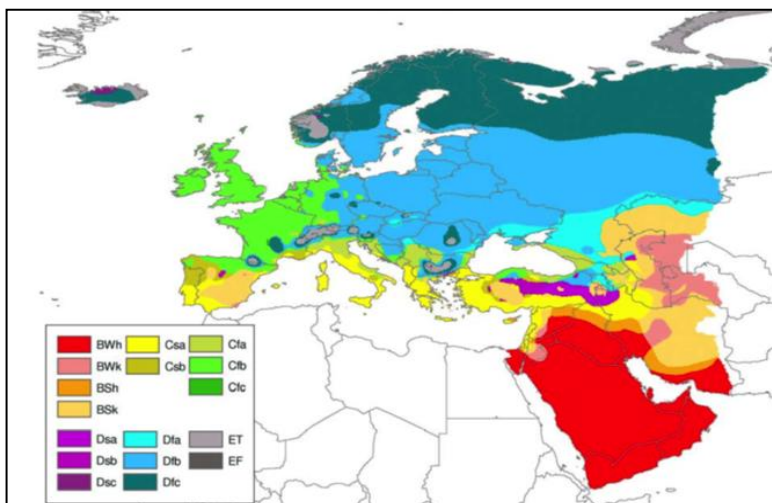 BWh Csa Cfa
BWk Csb Cfb
BSh Cfc
BSk
Dsa Dfa ET
Dsb Dfb EF
Dsc Dfc